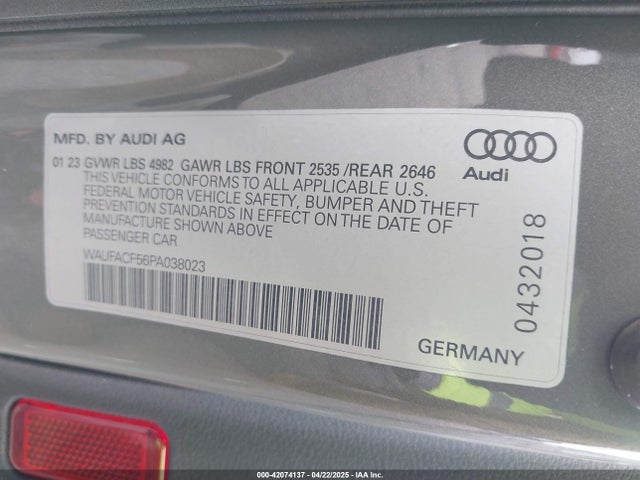 MFD. BY AUDI AG
01 23 GVWR LBS 4982 GAWR LBS FRONT 2535 /REAR 2646
THIS VEHICLE CONFORMS TO ALL APPLICABLE U.S.
FEDERAL MOTOR VEHICLE SAFETY, BUMPER AND THEFT
PREVENTION STANDARDS IN EFFECT ON THE DATE OF
MANUFACTURE SHOWN ABOVE
PASSENGER CAR
WAUFACF56PA038023
Audi
0432018
GERMANY
000-42074137 - 04/22/2025 - IAA Inc.